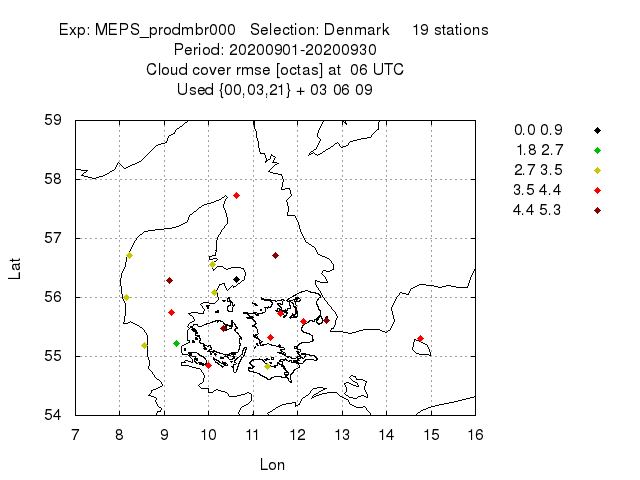 Exp: MEPS_prodmbr000 Selection: Denmark 19 stations
Period: 20200901-20200930
Cloud cover rmse [octas] at 06 UTC
Used {00,03,21} + 03 06 09
0.0 0.9
1.8 2.7
2.7 3.5
3.5 4.4
4.4 5.3
Lat
59
58
57
56
55
54
7 8 9 10 11 12 13 14 15 16
Lon